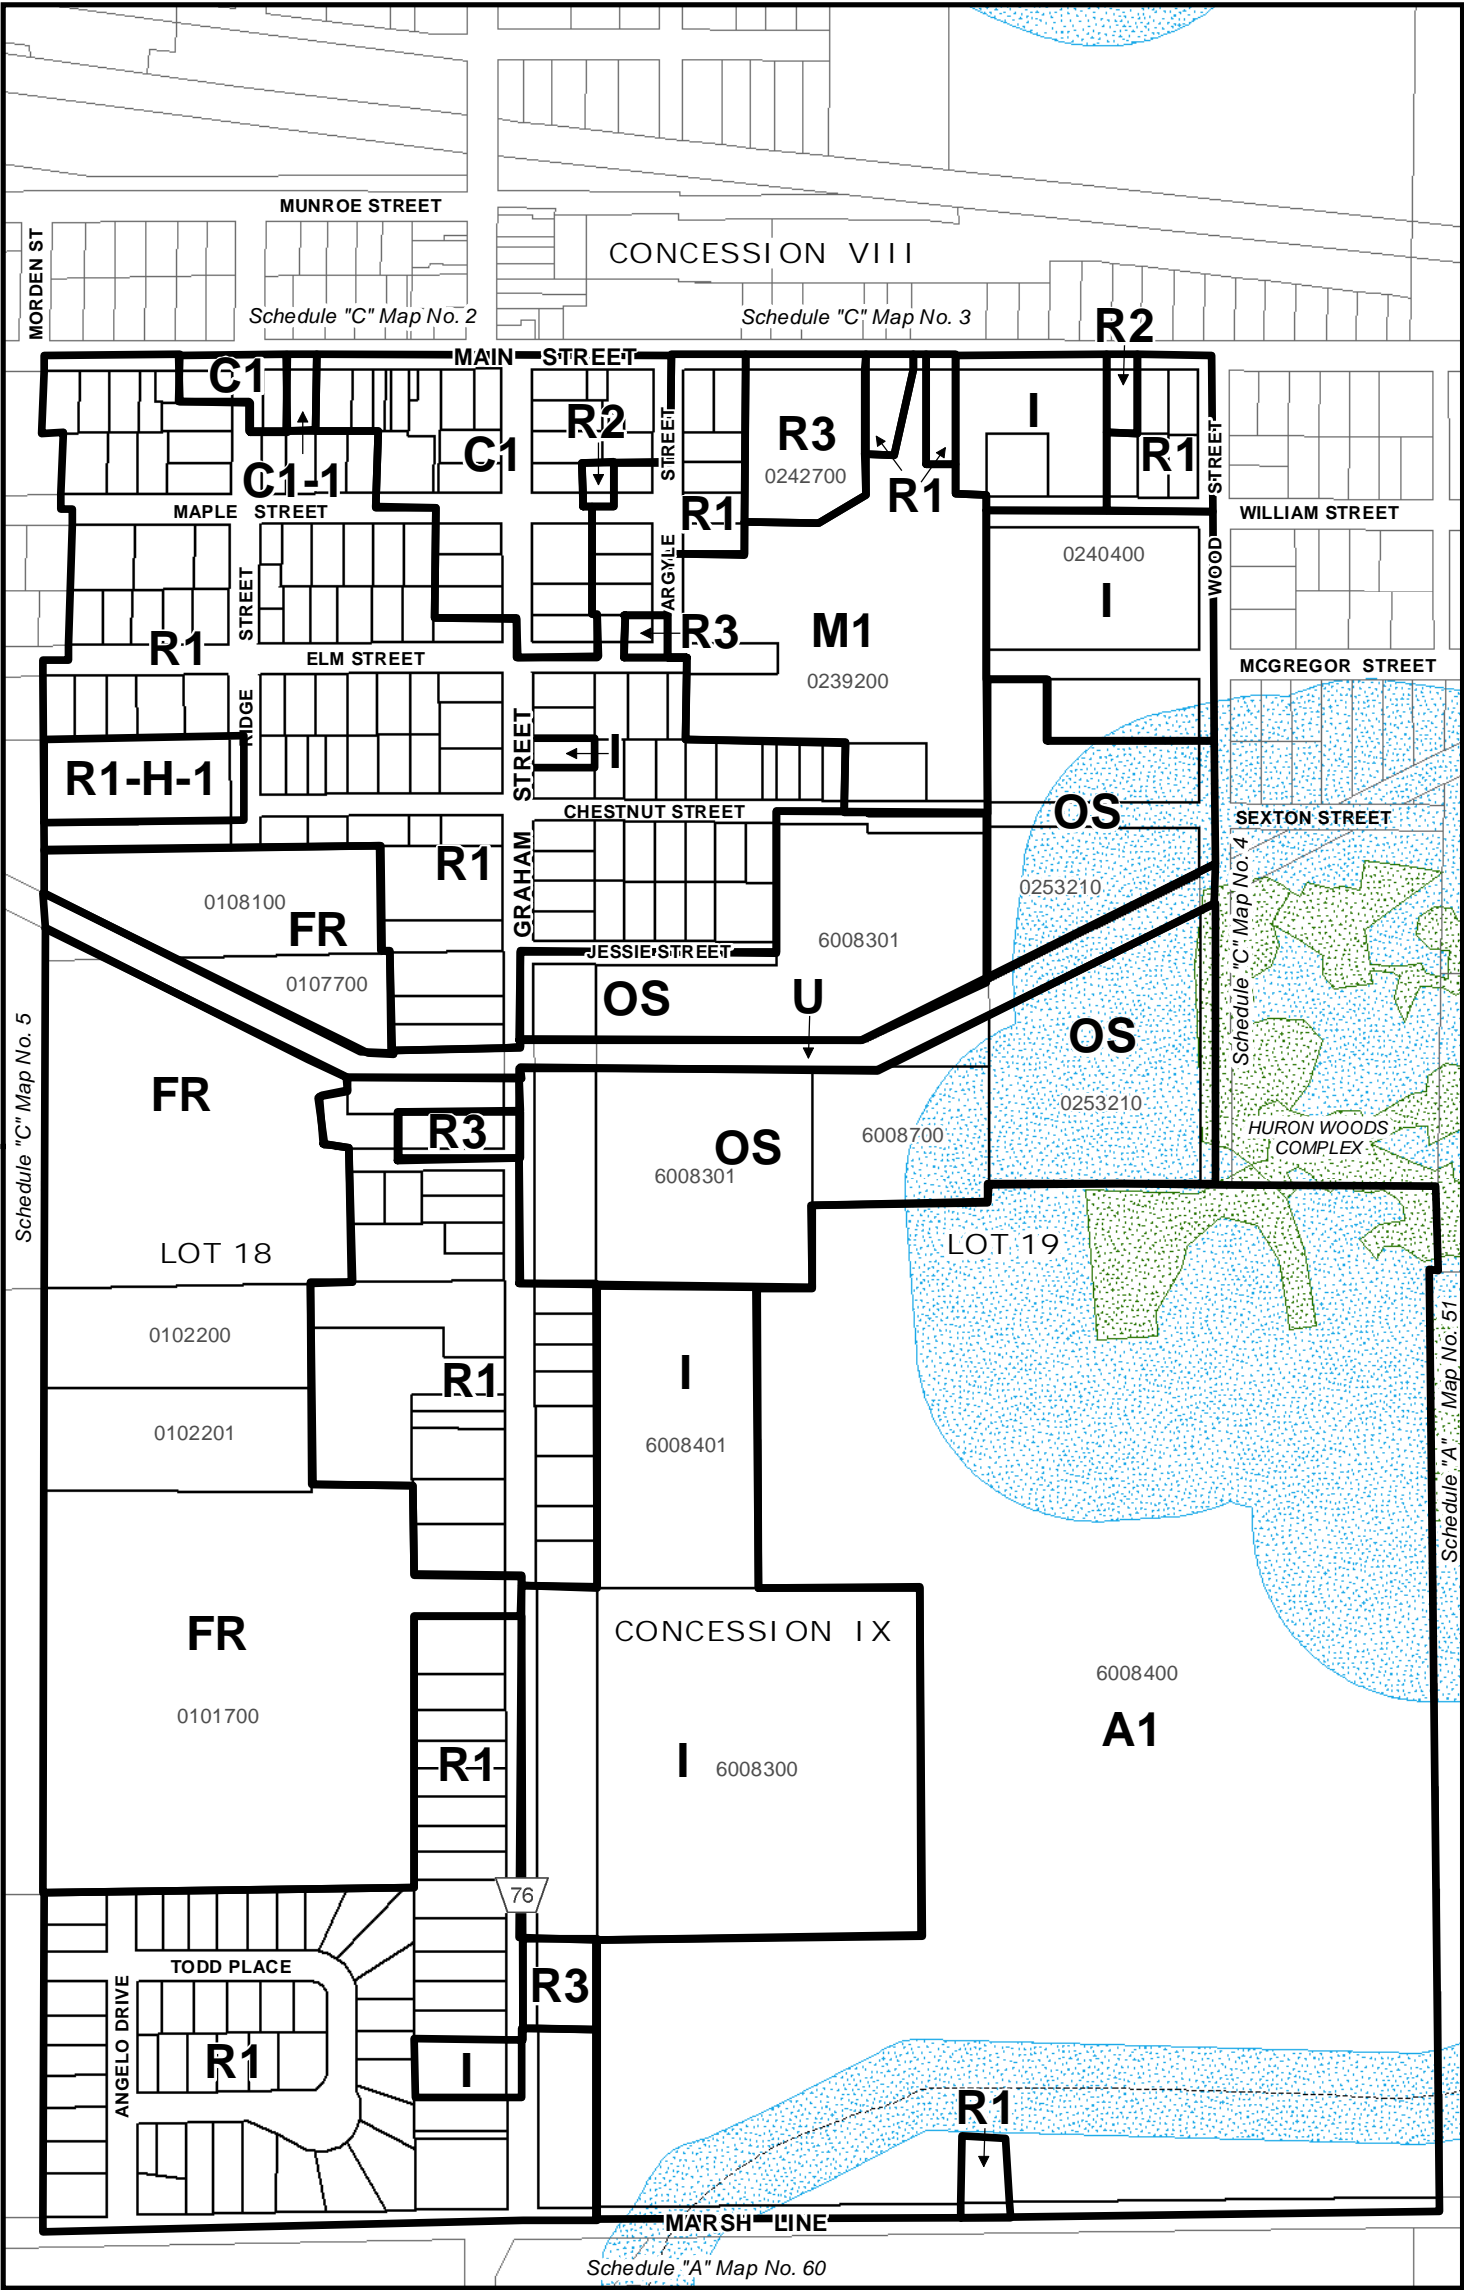 MUNROE STREET
MORDEN ST
CONCESSION VIII
Schedule "C" Map No. 2
Schedule "C" Map No. 3
R2
MAIN STREET
C1
I
R2
R3
C1
STREET
R1
STREET
C1-1
0242700
R1
R1
MAPLE STREET
WILLIAM STREET
0240400
WOOD
ARGYLE
STREET
I
R3
M1
R1
ELM STREET
MCGREGOR STREET
0239200
RIDGE
STREET
I
R1-H-1
CHESTNUT STREET
OS
SEXTON STREET
R1
GRAHAM
Schedule "C" Map No. 4
0253210
0108100
FR
6008301
JESSIE STREET
0107700
OS
U
OS
Schedule "C" Map No. 5
FR
0253210
R3
OS
6008700
HURON WOODS
COMPLEX
6008301
LOT 18
LOT 19
0102200
Schedule "A" Map No. 51
I
R1
0102201
6008401
FR
CONCESSION IX
6008400
0101700
A1
R1
I
6008300
76
TODD PLACE
R3
ANGELO DRIVE
R1
I
R1
MARSH LINE
Schedule "A" Map No. 60